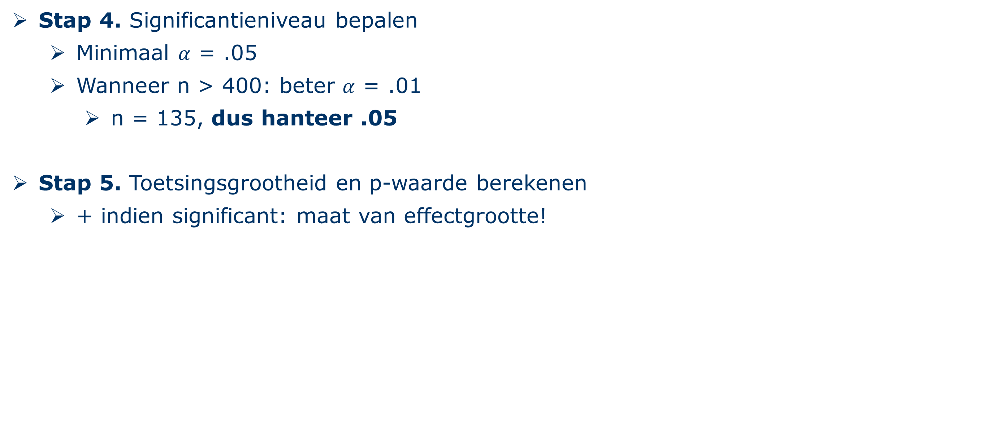 ➢ Stap 4. Significantieniveau bepalen
➢ Minimaal 𝛼 = .05
➢ Wanneer n > 400: beter 𝛼 = .01
➢ n = 135, dus hanteer .05
➢ Stap 5. Toetsingsgrootheid en p-waarde berekenen
➢ + indien significant: maat van effectgrootte!